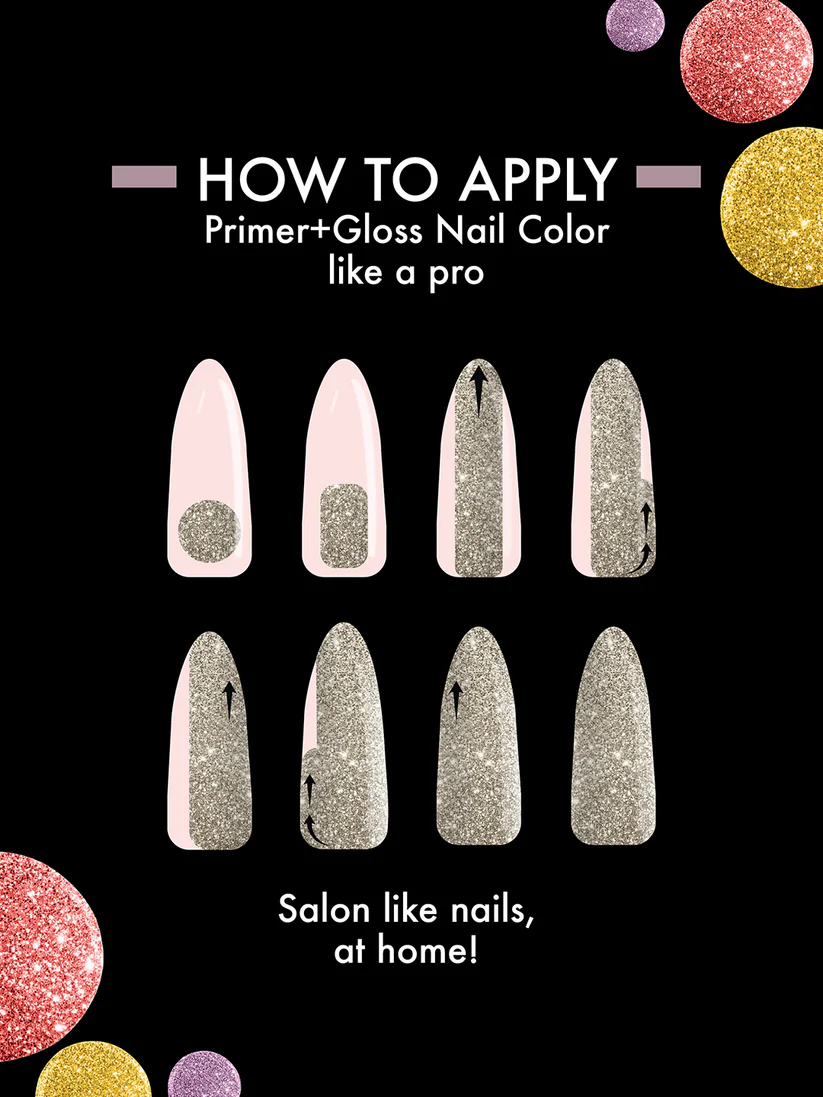 HOW TO APPLY
Primer+Gloss Nail Color
like a pro
Salon like nails,
at home!